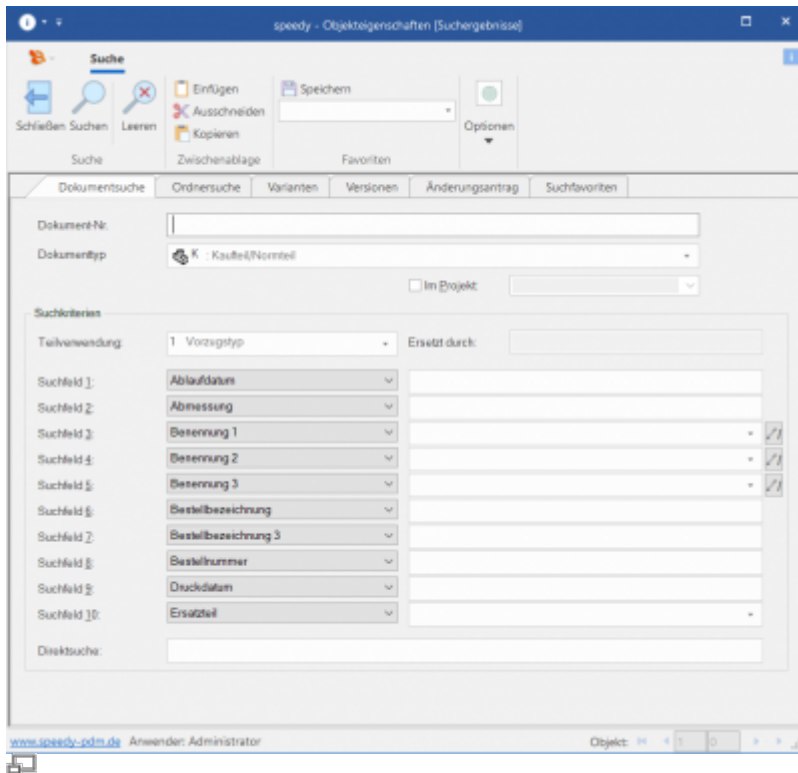 speedy - Objekteigenschaften [Suchergebnisse]
Suche
Schließen Suchen Leeren
Einfügen
Ausschneiden
Kopieren
Speichern
Optionen
Suche Zwischenablage Favoriten
Dokumentsuche Ordnersuche Varianten Versionen Änderungsantrag Suchfavoriten
Dokument-Nr.
Dokumenttyp K : Kaufteil/Normteil
Im Projekt:
Suchkriterien
Teilverwendung: 1 Vorzugstyp Ersetzt durch:
Suchfeld 1: Ablaufdatum
Suchfeld 2: Abmessung
Suchfeld 3: Benennung 1
Suchfeld 4: Benennung 2
Suchfeld 5: Benennung 3
Suchfeld 6: Bestellbezeichnung
Suchfeld 7: Bestellbezeichnung 3
Suchfeld 8: Bestellnummer
Suchfeld 9: Druckdatum
Suchfeld 10: Ersatzteil
Direktsuche:
www.speedy-pdm.de Anwender: Administrator Objekt: 1 0